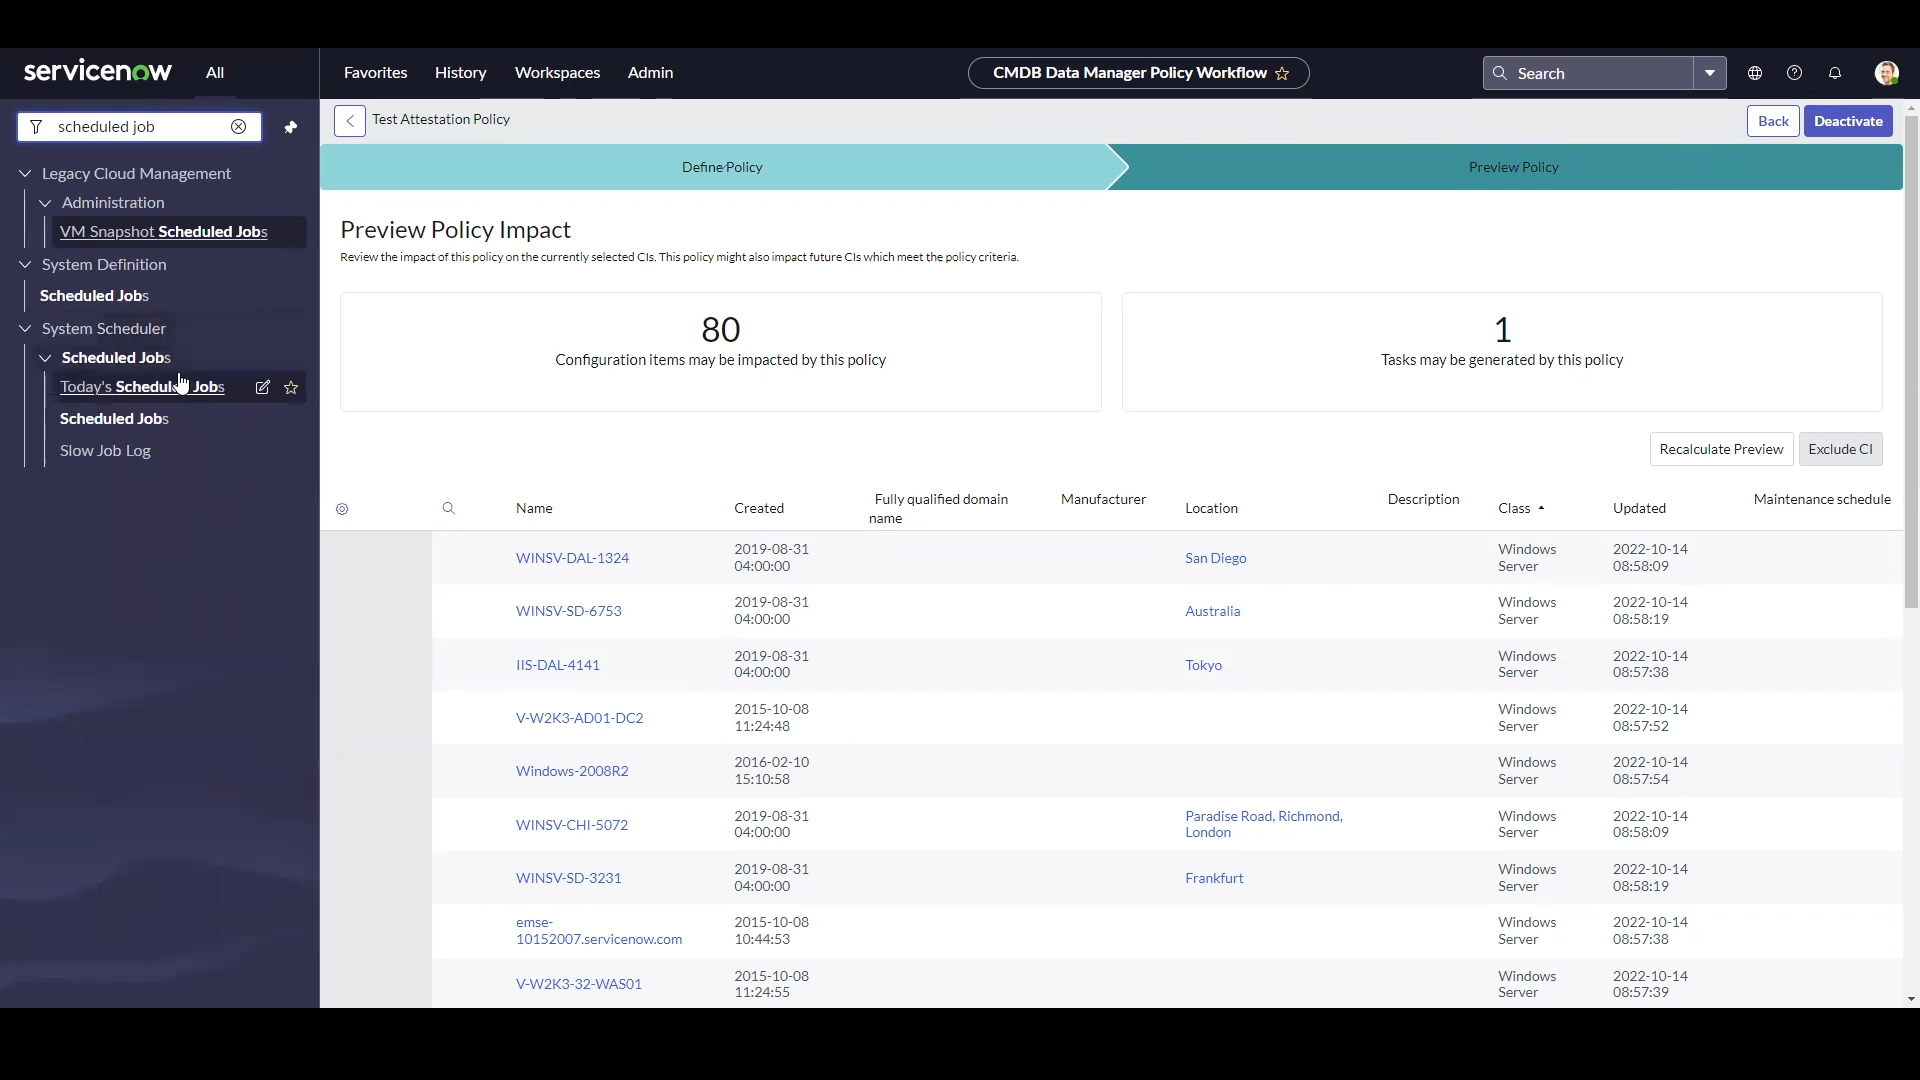 servicenow
All
Favorites
History
Workspaces
Admin
CMDB Data Manager Policy Workflow
Search
scheduled job
Legacy Cloud Management
Administration
VM Snapshot Scheduled Jobs
System Definition
Scheduled Jobs
System Scheduler
Scheduled Jobs
Today's Scheduled Jobs
Scheduled Jobs
Slow Job Log
Test Attestation Policy
Back
Deactivate
Define Policy
Preview Policy
Preview Policy Impact
Review the impact of this policy on the currently selected CIs. This policy might also impact future CIs which meet the policy criteria.
80
Configuration items may be impacted by this policy
1
Tasks may be generated by this policy
Recalculate Preview
Exclude CI
Name Created Fully qualified domain name Manufacturer Location Description Class Updated Maintenance schedule
WINSV-DAL-1324 2019-08-31 04:00:00 San Diego Windows Server 2022-10-14 08:58:09
WINSV-SD-6753 2019-08-31 04:00:00 Australia Windows Server 2022-10-14 08:58:19
IIS-DAL-4141 2019-08-31 04:00:00 Tokyo Windows Server 2022-10-14 08:57:38
V-W2K3-AD01-DC2 2015-10-08 11:24:48 Windows Server 2022-10-14 08:57:52
Windows-2008R2 2016-02-10 15:10:58 Windows Server 2022-10-14 08:57:54
WINSV-CHI-5072 2019-08-31 04:00:00 Paradise Road, Richmond, London Windows Server 2022-10-14 08:58:09
WINSV-SD-3231 2019-08-31 04:00:00 Frankfurt Windows Server 2022-10-14 08:58:19
emse-10152007.servicenow.com 2015-10-08 10:44:53 Windows Server 2022-10-14 08:57:38
V-W2K3-32-WAS01 2015-10-08 11:24:55 Windows Server 2022-10-14 08:57:39